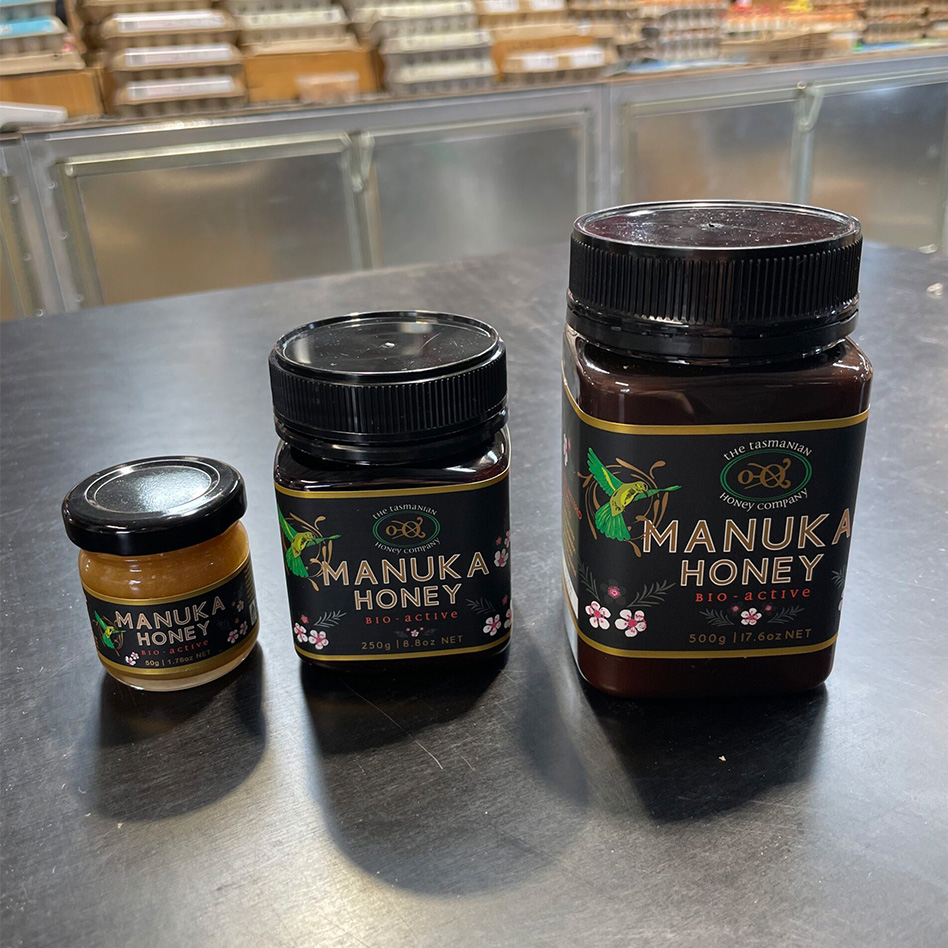 MANUKA
HONEY
BIO-ACTIVE
50g | 1.76oz NET
THE TASMANIAN
HONEY COMPANY
MANUKA
HONEY
BIO-ACTIVE
250g | 8.8oz NET
THE TASMANIAN
HONEY COMPANY
MANUKA
HONEY
BIO-ACTIVE
500g | 17.6oz NET